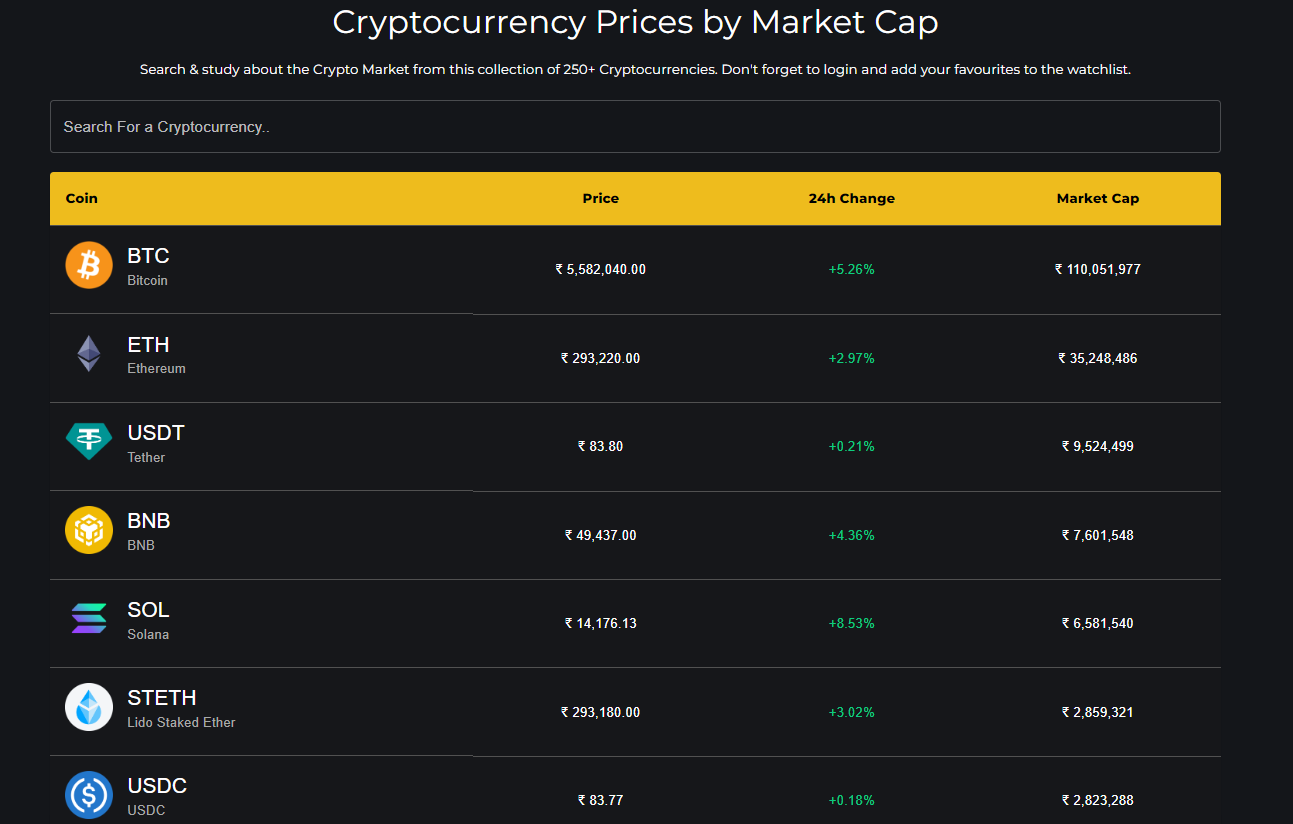 Cryptocurrency Prices by Market Cap
Search & study about the Crypto Market from this collection of 250+ Cryptocurrencies. Don't forget to login and add your favourites to the watchlist.
Search For a Cryptocurrency..
Coin Price 24h Change Market Cap
BTC
Bitcoin
₹ 5,582,040.00 +5.26% ₹ 110,051,977
ETH
Ethereum
₹ 293,220.00 +2.97% ₹ 35,248,486
USDT
Tether
₹ 83.80 +0.21% ₹ 9,524,499
BNB
BNB
₹ 49,437.00 +4.36% ₹ 7,601,548
SOL
Solana
₹ 14,176.13 +8.53% ₹ 6,581,540
STETH
Lido Staked Ether
₹ 293,180.00 +3.02% ₹ 2,859,321
USDC
USDC
₹ 83.77 +0.18% ₹ 2,823,288